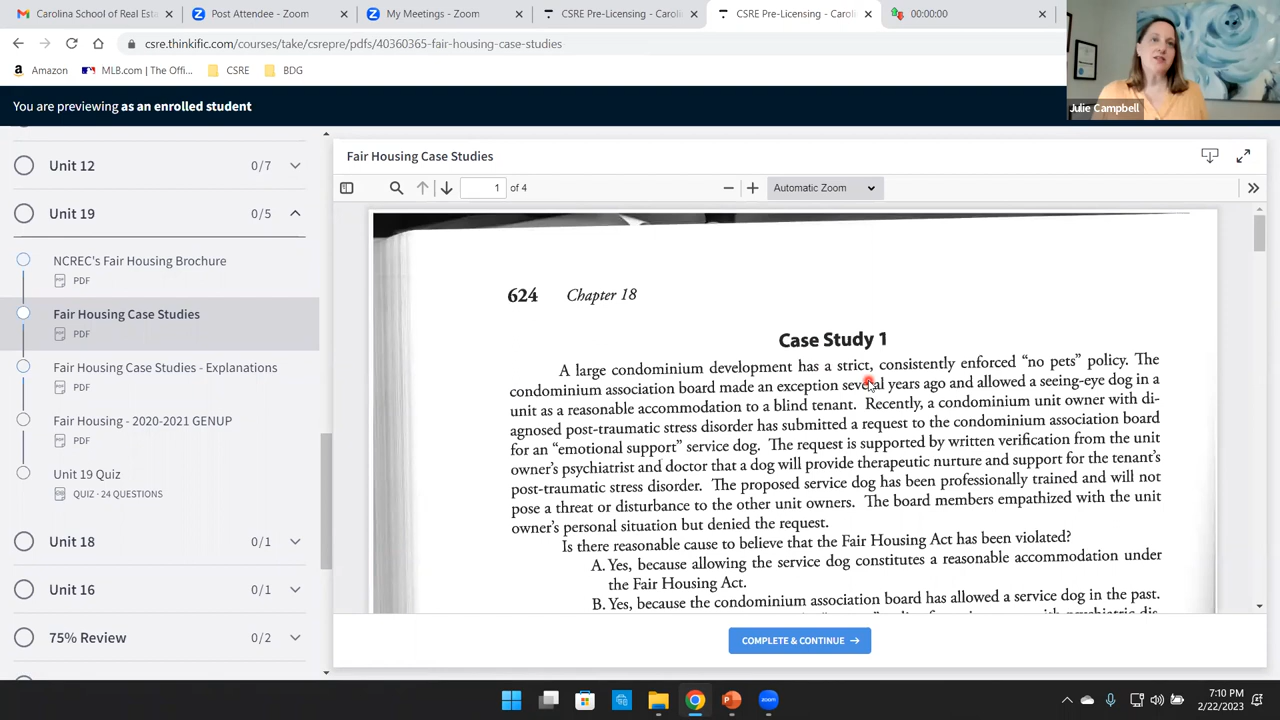 Carolina School of Real Esta
Post Attendee - Zoom
My Meetings - Zoom
CSRE Pre-Licensing - Carol
CSRE Pre-Licensing - Carol
00:00:00
csre.thinkific.com/courses/take/csrepre/pdfs/40360365-fair-housing-case-studies
Amazon
MLB.com | The Offi...
CSRE
BDG
Julie Campbell
You are previewing as an enrolled student
Unit 12
0/7
Unit 19
0/5
NCREC's Fair Housing Brochure
PDF
Fair Housing Case Studies
PDF
Fair Housing Case Studies - Explanations
PDF
Fair Housing - 2020-2021 GENUP
PDF
Unit 19 Quiz
QUIZ · 24 QUESTIONS
Unit 18
0/1
Unit 16
0/1
75% Review
0/2
Fair Housing Case Studies
1 of 4
Automatic Zoom
624 Chapter 18
Case Study 1
A large condominium development has a strict, consistently enforced “no pets” policy. The
condominium association board made an exception several years ago and allowed a seeing-eye dog in a
unit as a reasonable accommodation to a blind tenant. Recently, a condominium unit owner with di-
agnosed post-traumatic stress disorder has submitted a request to the condominium association board
for an “emotional support” service dog. The request is supported by written verification from the unit
owner’s psychiatrist and doctor that a dog will provide therapeutic nurture and support for the tenant’s
post-traumatic stress disorder. The proposed service dog has been professionally trained and will not
pose a threat or disturbance to the other unit owners. The board members empathized with the unit
owner’s personal situation but denied the request.
Is there reasonable cause to believe that the Fair Housing Act has been violated?
A. Yes, because allowing the service dog constitutes a reasonable accommodation under
the Fair Housing Act.
B. Yes, because the condominium association board has allowed a service dog in the past.
with psychiatric dis-
COMPLETE & CONTINUE →
zoom
7:10 PM
2/22/2023